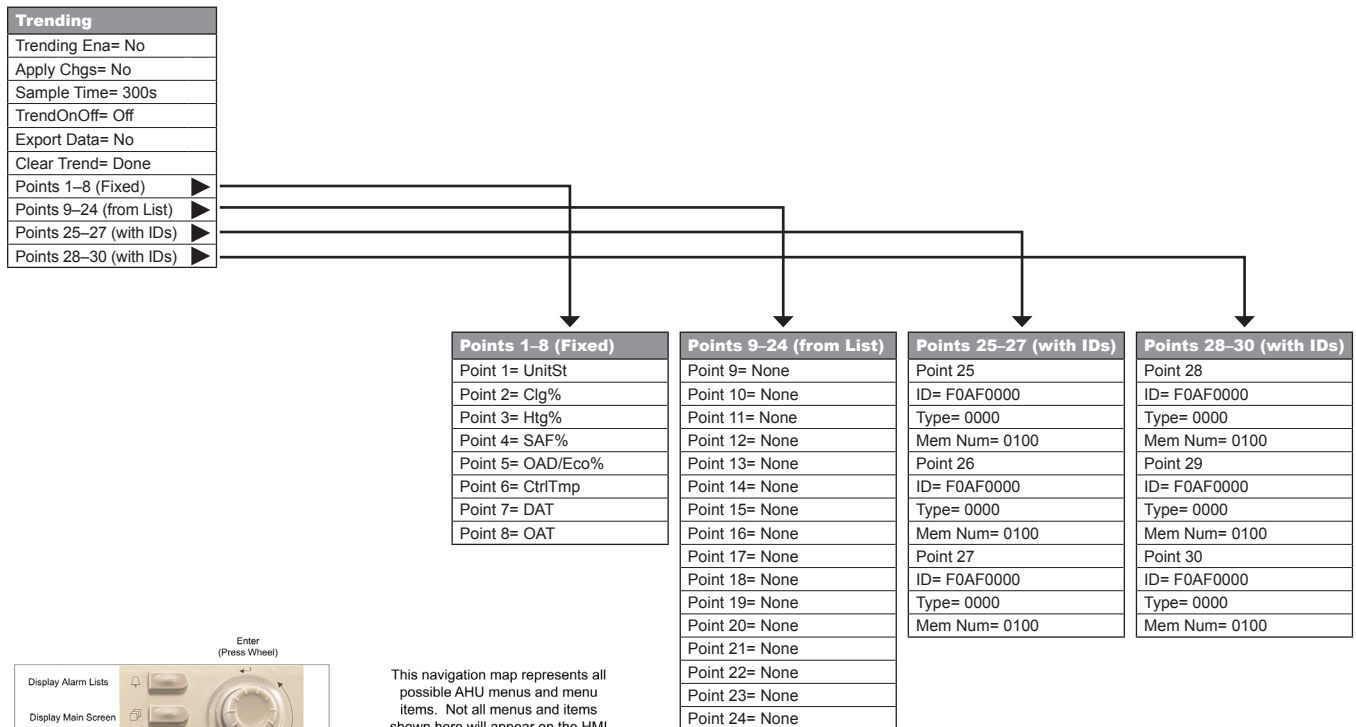 Trending
Trending Ena= No
Apply Chgs= No
Sample Time= 300s
TrendOnOff= Off
Export Data= No
Clear Trend= Done
Points 1–8 (Fixed)
Points 9–24 (from List)
Points 25–27 (with IDs)
Points 28–30 (with IDs)
Points 1–8 (Fixed)
Point 1= UnitSt
Point 2= Clg%
Point 3= Htg%
Point 4= SAF%
Point 5= OAD/Eco%
Point 6= CtrlTmp
Point 7= DAT
Point 8= OAT
Points 9–24 (from List)
Point 9= None
Point 10= None
Point 11= None
Point 12= None
Point 13= None
Point 14= None
Point 15= None
Point 16= None
Point 17= None
Point 18= None
Point 19= None
Point 20= None
Point 21= None
Point 22= None
Point 23= None
Point 24= None
Points 25–27 (with IDs)
Point 25
ID= F0AF0000
Type= 0000
Mem Num= 0100
Point 26
ID= F0AF0000
Type= 0000
Mem Num= 0100
Point 27
ID= F0AF0000
Type= 0000
Mem Num= 0100
Points 28–30 (with IDs)
Point 28
ID= F0AF0000
Type= 0000
Mem Num= 0100
Point 29
ID= F0AF0000
Type= 0000
Mem Num= 0100
Point 30
ID= F0AF0000
Type= 0000
Mem Num= 0100
Enter
(Press Wheel)
Display Alarm Lists
Display Main Screen
This navigation map represents all
possible AHU menus and menu
items. Not all menus and items
shown here will appear on the HMI